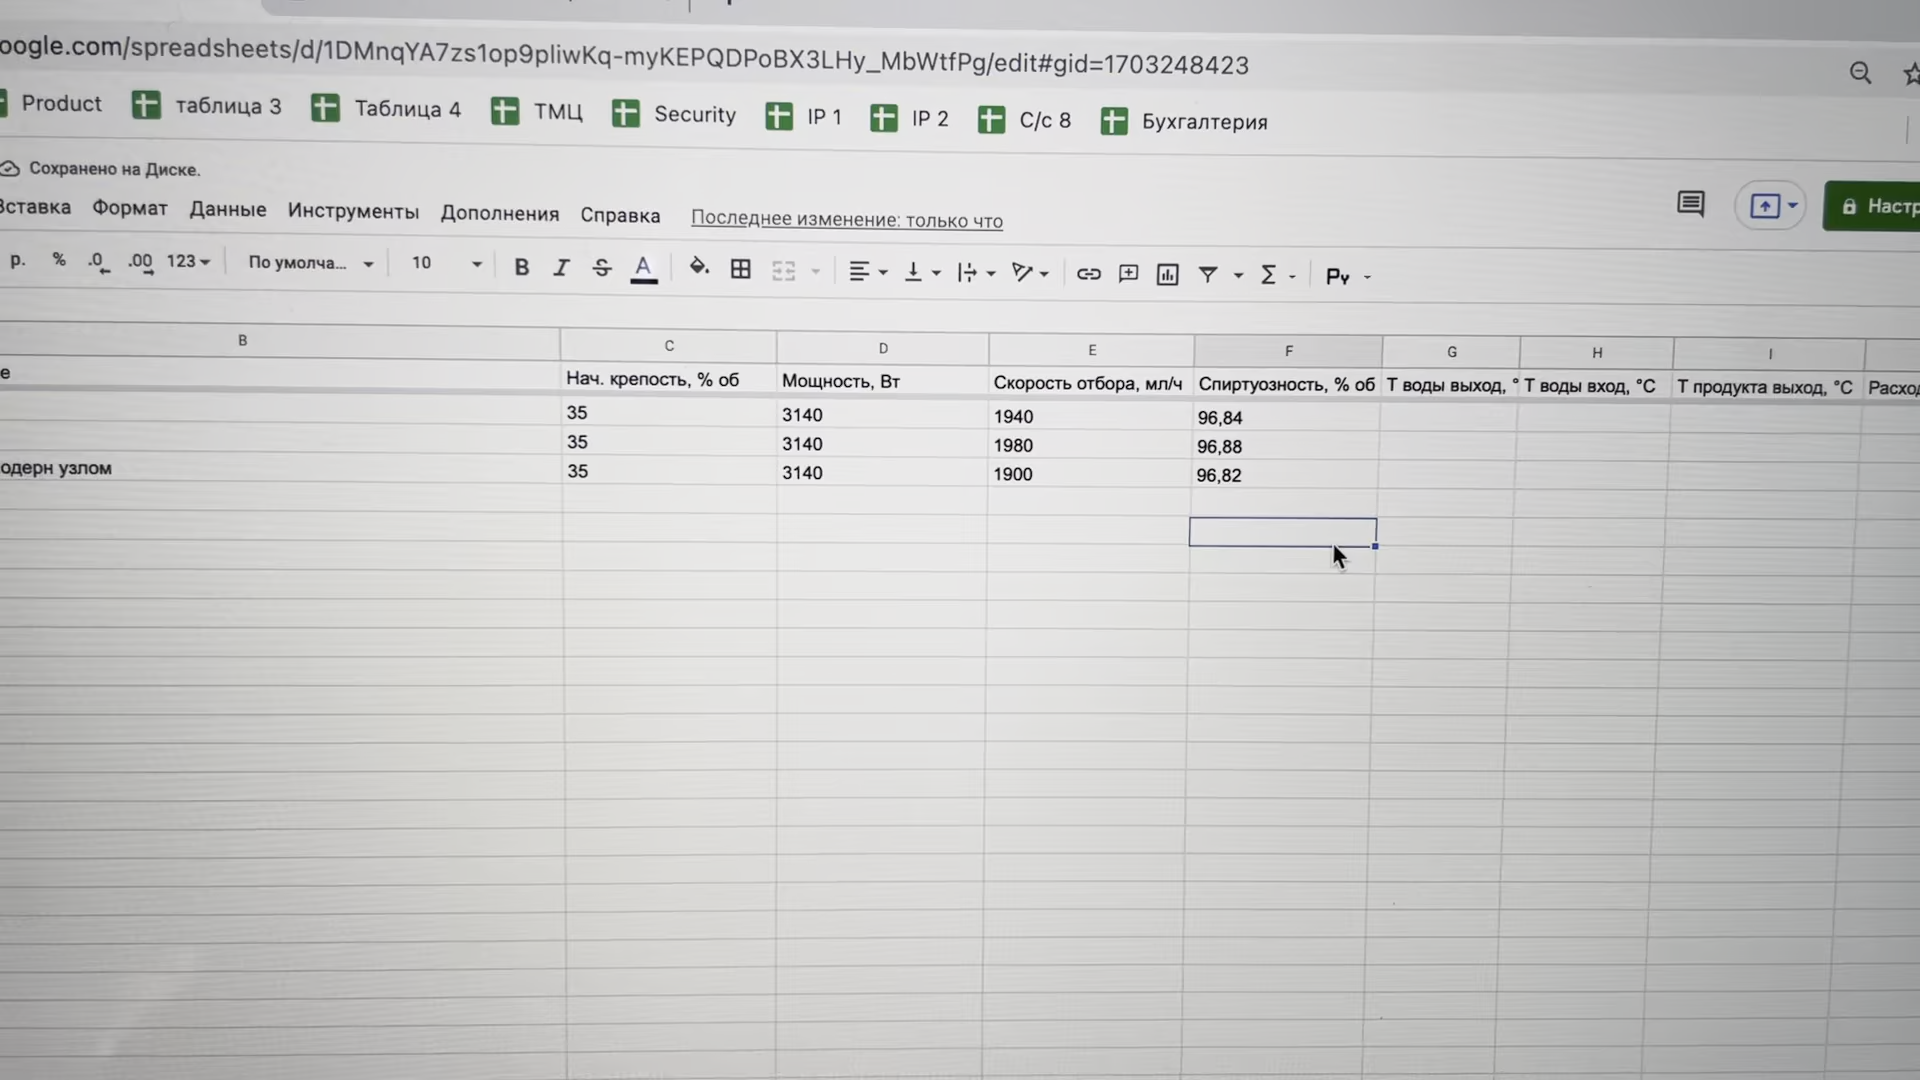 oogle.com/spreadsheets/d/1DMnqYA7zs1op9pliwKq-myKEPQDPoBX3LHy_MbWtfPg/edit#gid=1703248423
Product таблица 3 Таблица 4 ТМЦ Security IP 1 IP 2 С/с 8 Бухгалтерия
Сохранено на Диске.
Вставка Формат Данные Инструменты Дополнения Справка Последнее изменение: только что
Настр
р. % .0 .00 123 По умолча... 10 B I S A Σ Ру
B C D E F G H I
е Нач. крепость, % об Мощность, Вт Скорость отбора, мл/ч Спиртуозность, % об Т воды выход, ° Т воды вход, °С Т продукта выход, °С Расход
35 3140 1940 96,84
35 3140 1980 96,88
одерн узлом 35 3140 1900 96,82